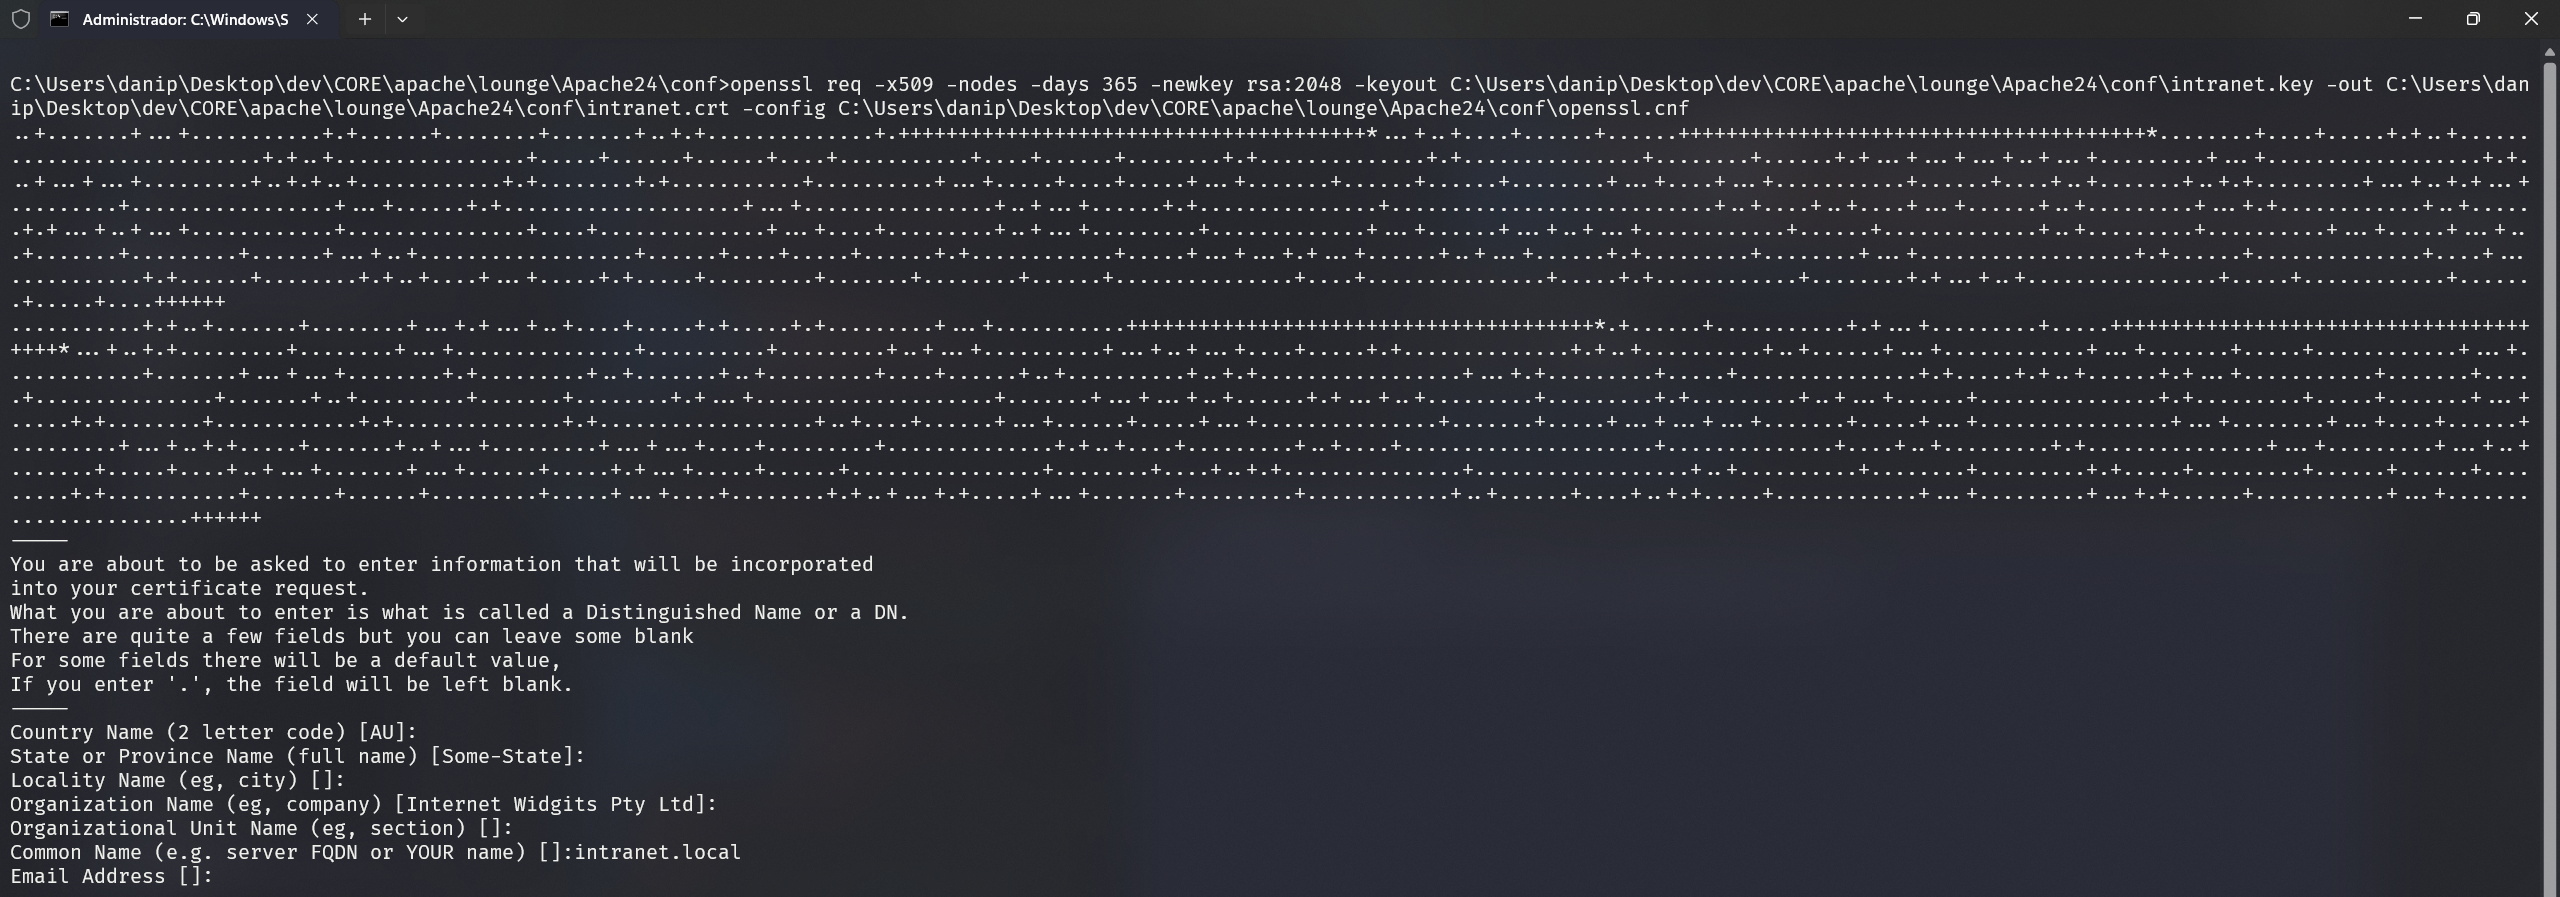 Administrador: C:\Windows\S
C:\Users\danip\Desktop\dev\CORE\apache\lounge\Apache24\conf>openssl req -x509 -nodes -days 365 -newkey rsa:2048 -keyout C:\Users\danip\Desktop\dev\CORE\apache\lounge\Apache24\conf\intranet.key -out C:\Users\dan
ip\Desktop\dev\CORE\apache\lounge\Apache24\conf\intranet.crt -config C:\Users\danip\Desktop\dev\CORE\apache\lounge\Apache24\conf\openssl.cnf
.+.....+....++++++
...............++++++
-----
You are about to be asked to enter information that will be incorporated
into your certificate request.
What you are about to enter is what is called a Distinguished Name or a DN.
There are quite a few fields but you can leave some blank
For some fields there will be a default value,
If you enter '.', the field will be left blank.
-----
Country Name (2 letter code) [AU]:
State or Province Name (full name) [Some-State]:
Locality Name (eg, city) []:
Organization Name (eg, company) [Internet Widgits Pty Ltd]:
Organizational Unit Name (eg, section) []:
Common Name (e.g. server FQDN or YOUR name) []:intranet.local
Email Address []: